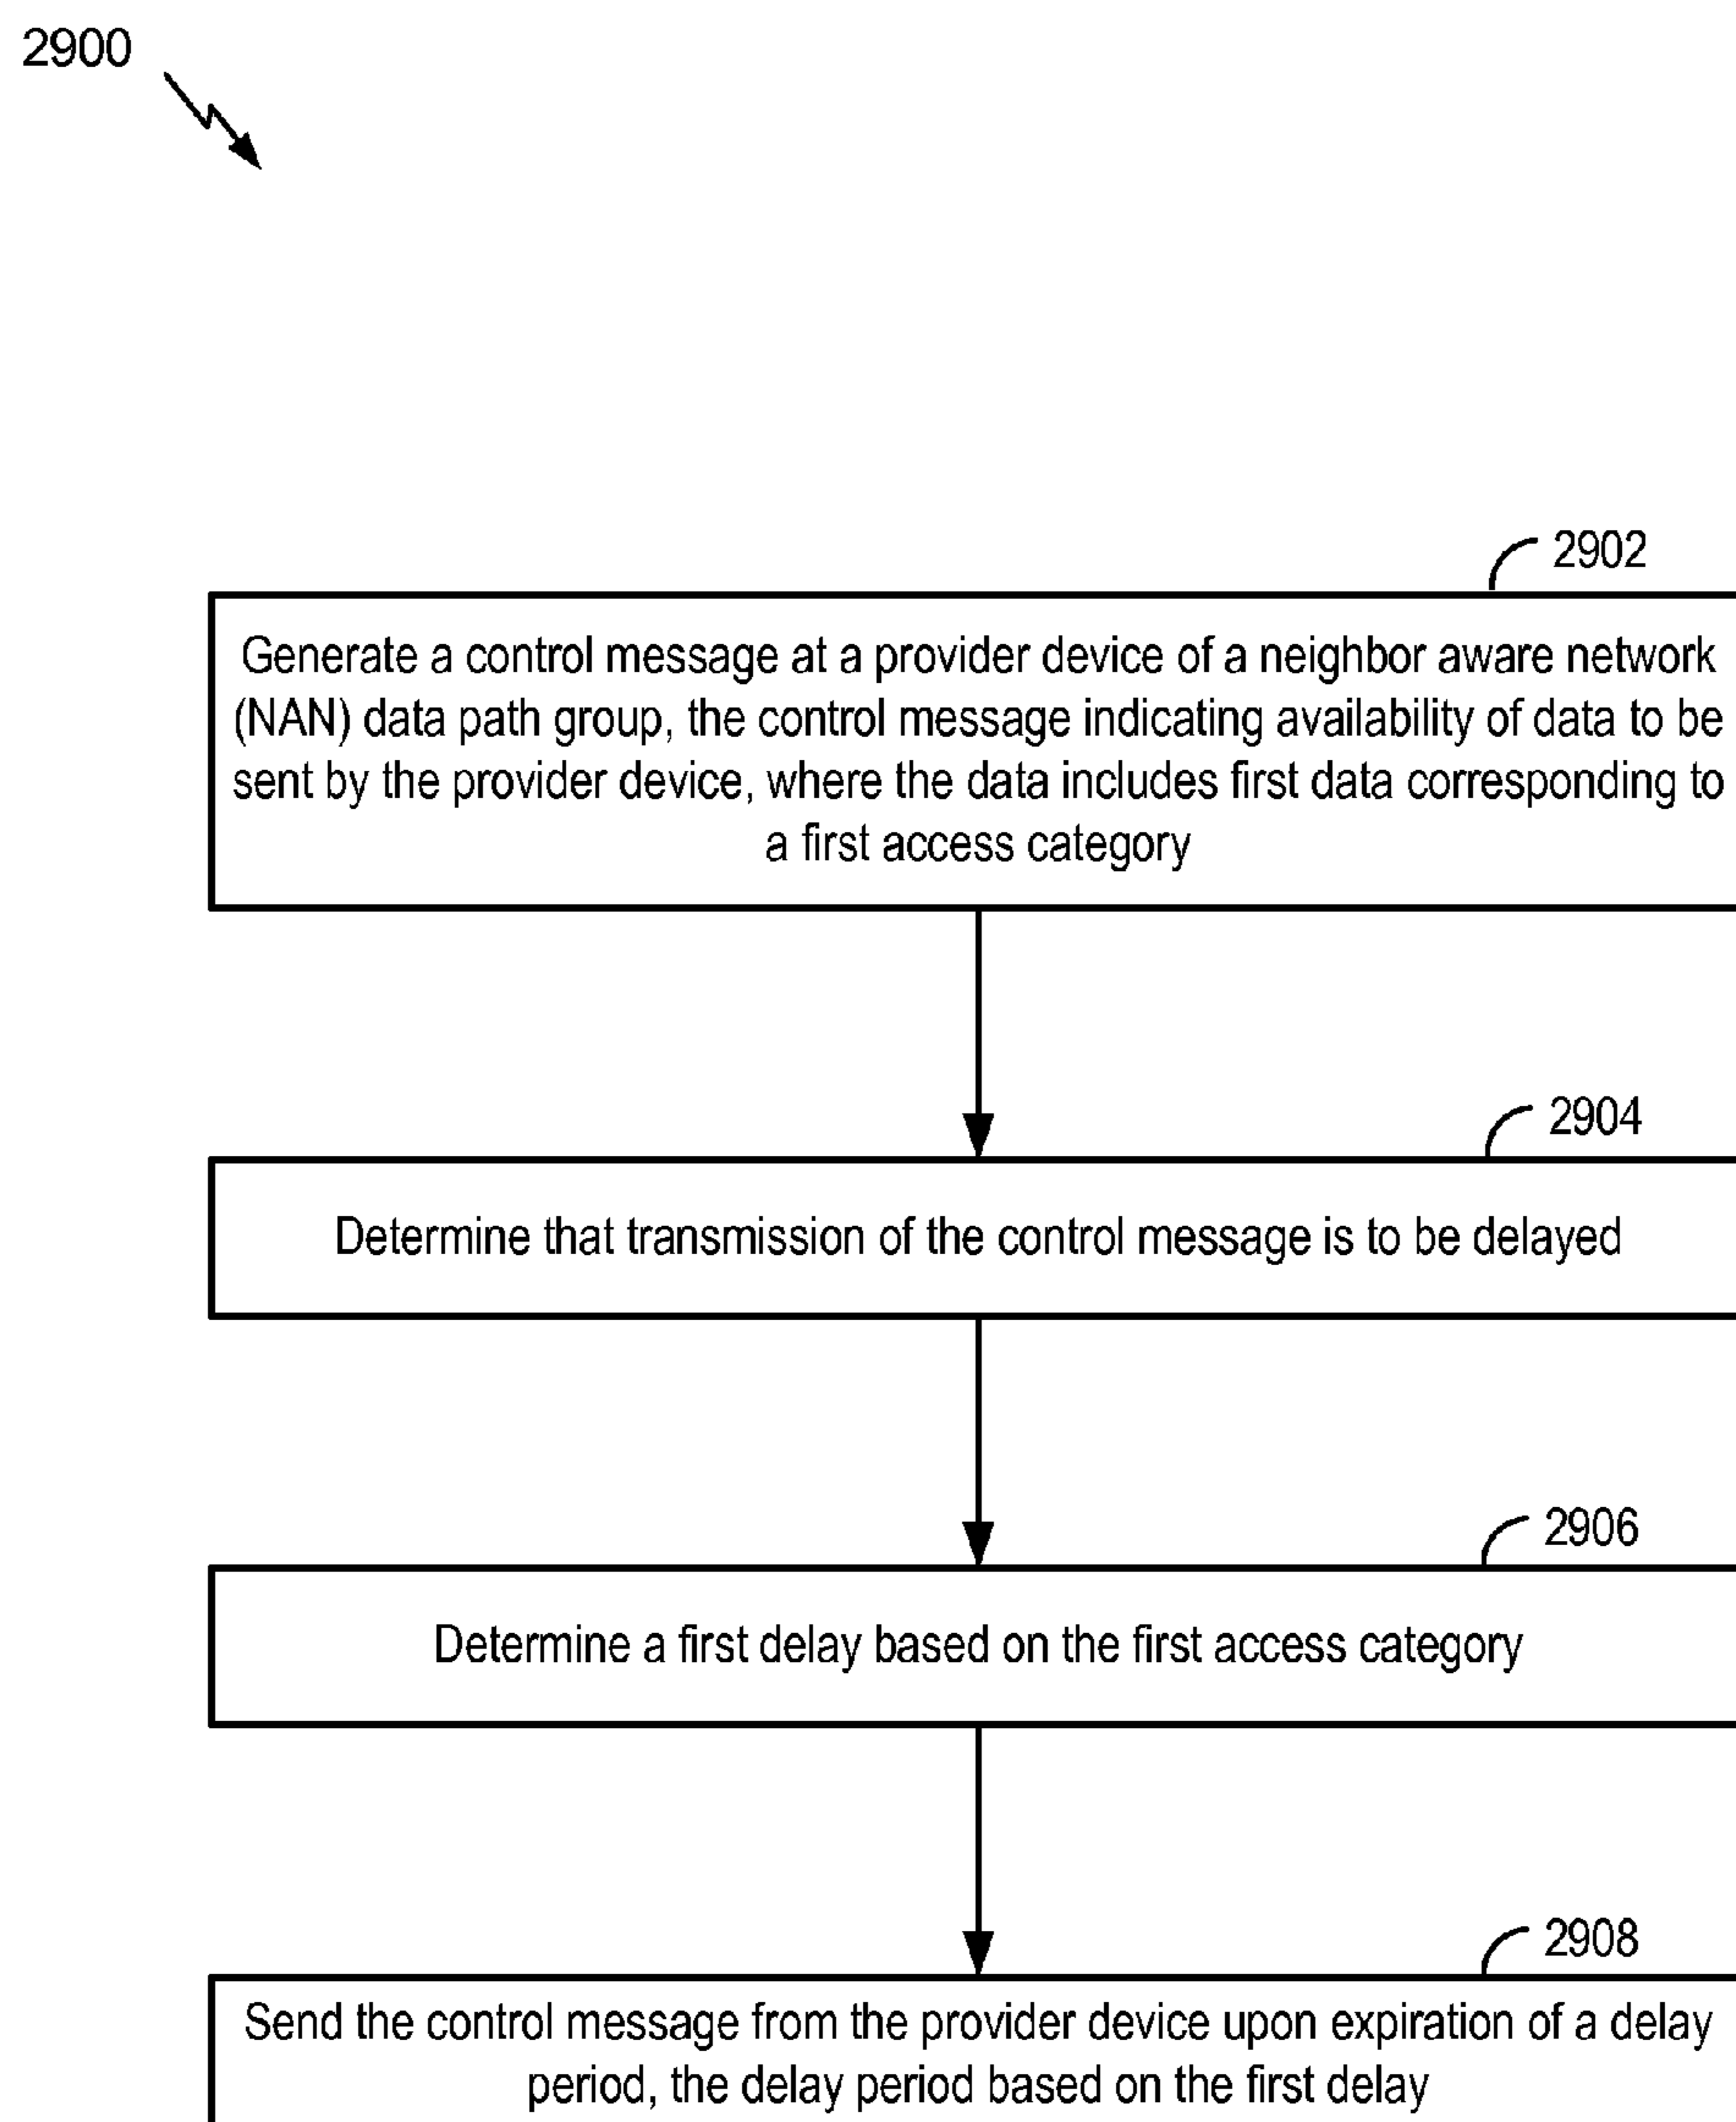 2900
2902
Generate a control message at a provider device of a neighbor aware network
(NAN) data path group, the control message indicating availability of data to be
sent by the provider device, where the data includes first data corresponding to
a first access category
2904
Determine that transmission of the control message is to be delayed
2906
Determine a first delay based on the first access category
2908
Send the control message from the provider device upon expiration of a delay
period, the delay period based on the first delay